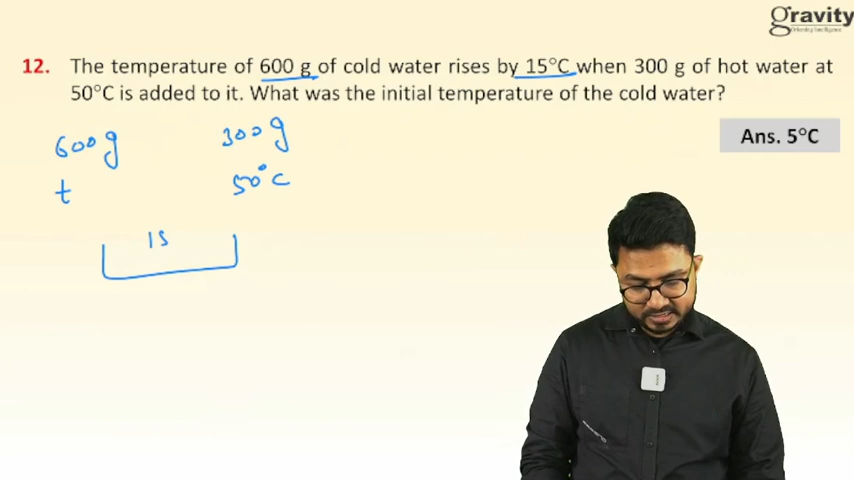 gravity
12. The temperature of 600 g of cold water rises by 15°C when 300 g of hot water at
50°C is added to it. What was the initial temperature of the cold water?
Ans. 5°C
600g 300g
t 50°C
15